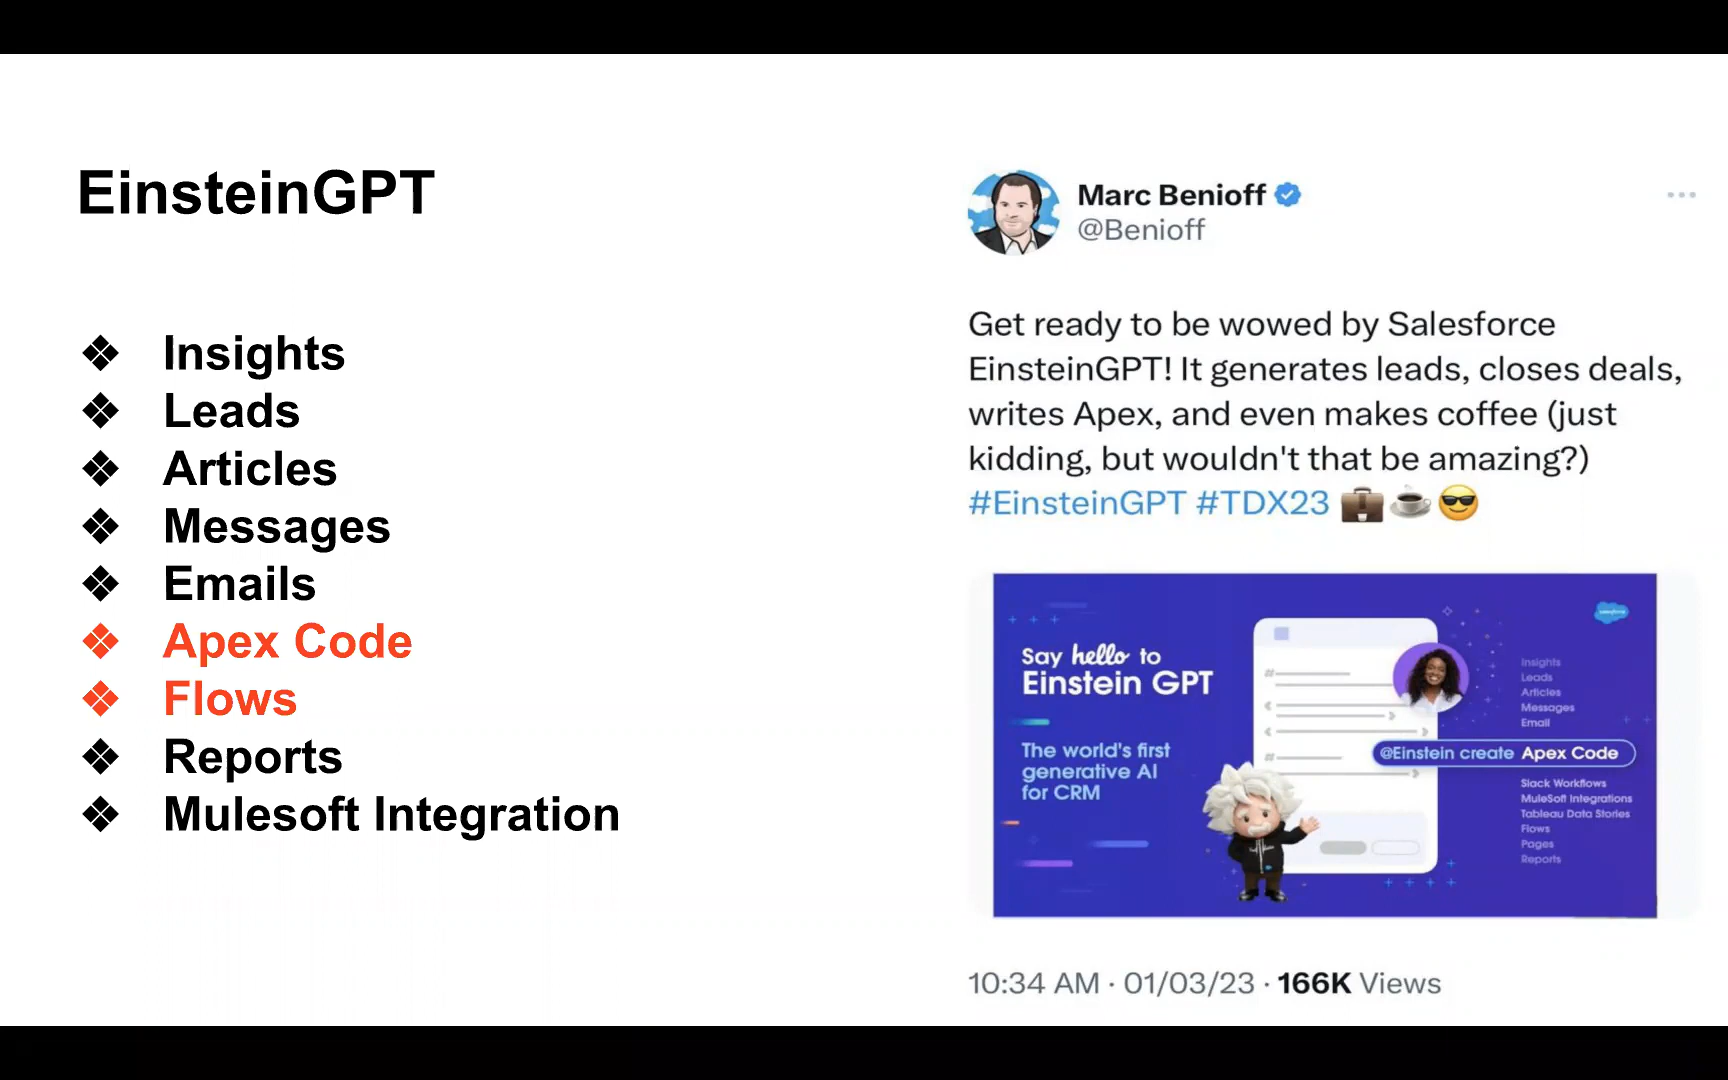 EinsteinGPT
❖ Insights
❖ Leads
❖ Articles
❖ Messages
❖ Emails
❖ Apex Code
❖ Flows
❖ Reports
❖ Mulesoft Integration
Marc Benioff
@Benioff
Get ready to be wowed by Salesforce
EinsteinGPT! It generates leads, closes deals,
writes Apex, and even makes coffee (just
kidding, but wouldn't that be amazing?)
#EinsteinGPT #TDX23 💼☕😎
Say hello to
Einstein GPT
The world's first
generative AI
for CRM
salesforce
Insights
Leads
Articles
Messages
Email
@Einstein create Apex Code
Slack Workflows
MuleSoft Integrations
Tableau Data Stories
Flows
Pages
Reports
10:34 AM · 01/03/23 · 166K Views